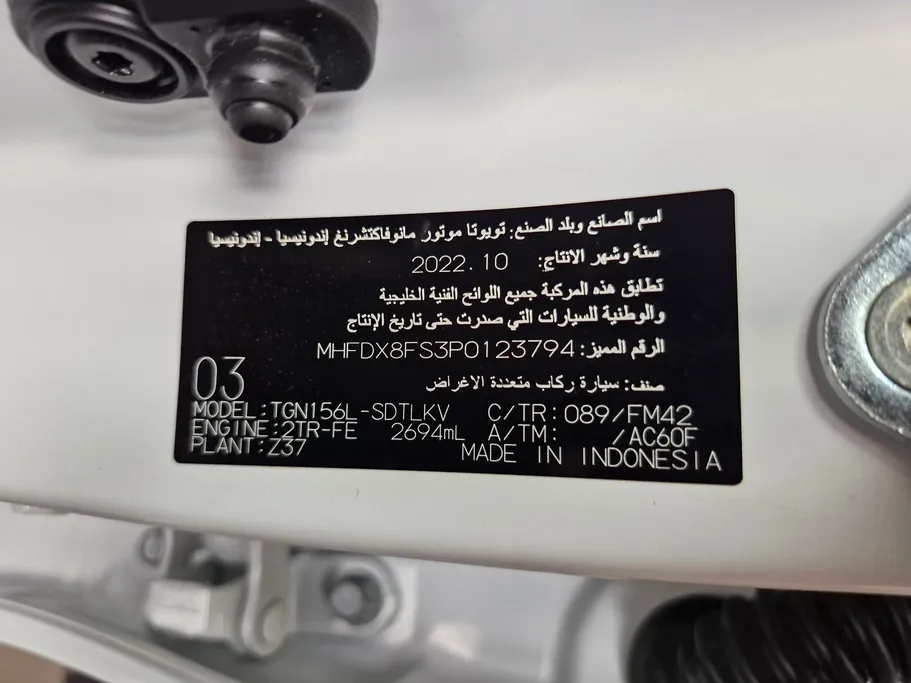 اسم الصانع وبلد الصنع: تويوتا موتور مانوفاكتشرنغ إندونيسيا - إندونيسيا
سنة وشهر الانتاج: 2022.10
تطابق هذه المركبة جميع اللوائح الفنية الخليجية
والوطنية للسيارات التي صدرت حتى تاريخ الإنتاج
الرقم المميز: MHFDX8FS3P0123794
صنف: سيارة ركاب متعددة الاغراض
03
MODEL:TGN156L-SDTLKV C/TR:089/FM42
ENGINE:2TR-FE 2694mL A/TM: /AC60F
PLANT:Z37 MADE IN INDONESIA